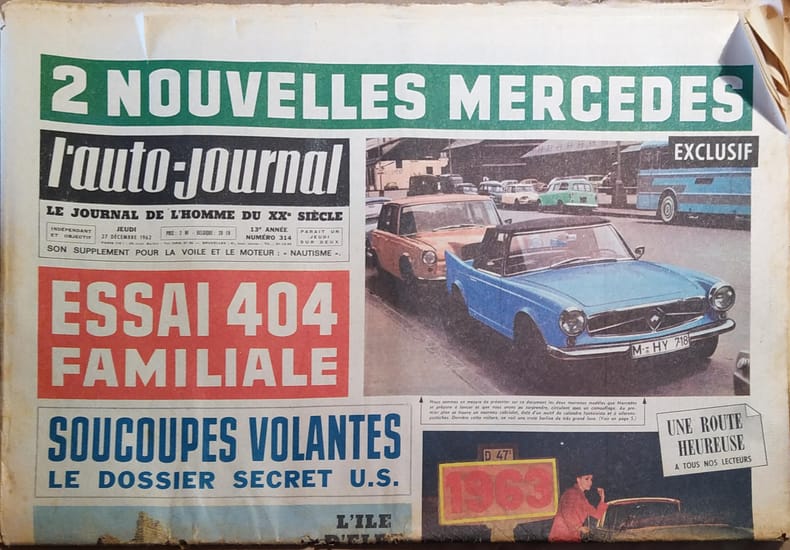 2 NOUVELLES MERCEDES
l'auto-journal
LE JOURNAL DE L'HOMME DU XXe SIÈCLE
INDÉPENDANT
ET OBJECTIF
JEUDI
27 DÉCEMBRE 1962
13e ANNÉE
NUMÉRO 314
PARAIT UN
JEUDI
SUR DEUX
SON SUPPLEMENT POUR LA VOILE ET LE MOTEUR : - NAUTISME -.
EXCLUSIF
M-HY 718
ESSAI 404
FAMILIALE
SOUCOUPES VOLANTES
LE DOSSIER SECRET U.S.
UNE ROUTE
HEUREUSE
A TOUS NOS LECTEURS
D 47
1963
L'ILE